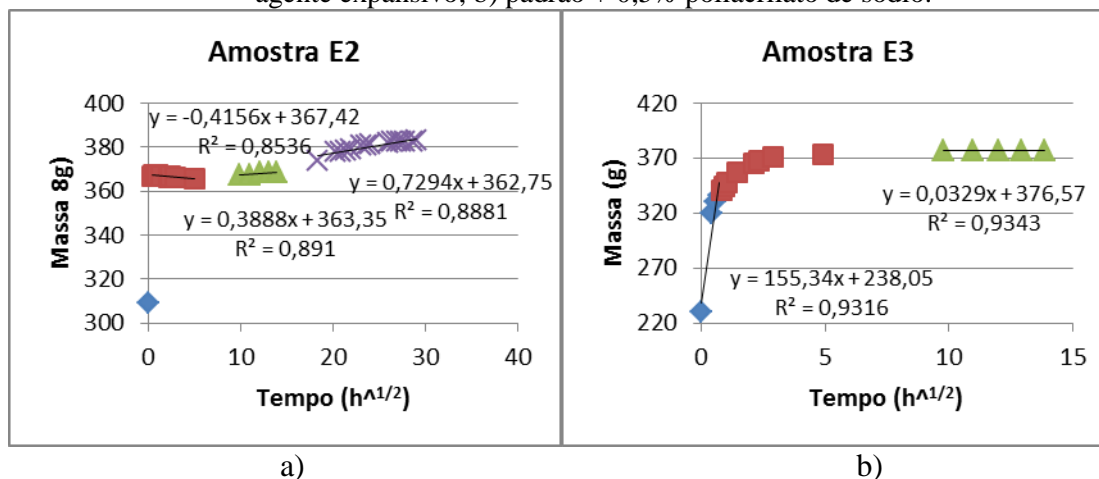 agente expansivo; b) padrão + 0,5% poliacrilato de sódio.
Amostra E2
y = -0,4156x + 367,42
R² = 0,8536
y = 0,7294x + 362,75
R² = 0,8881
y = 0,3888x + 363,35
R² = 0,891
Massa 8g)
400
380
360
340
320
300
0
10
20
30
40
Tempo (h^1/2)
Amostra E3
y = 0,0329x + 376,57
R² = 0,9343
y = 155,34x + 238,05
R² = 0,9316
Massa (g)
420
370
320
270
220
0
5
10
15
Tempo (h^1/2)
a)
b)